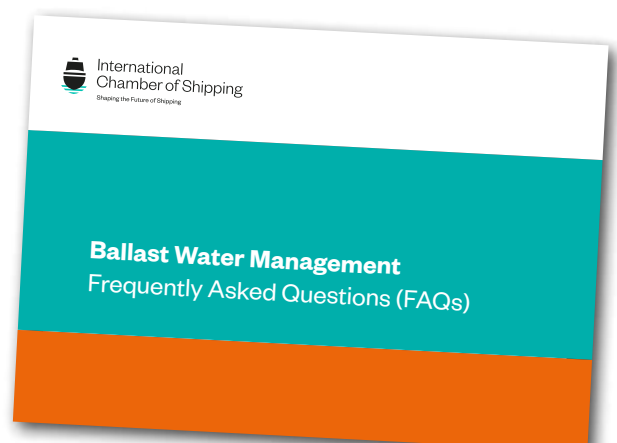 International
Chamber of Shipping
Shaping the Future of Shipping
Ballast Water Management
Frequently Asked Questions (FAQs)